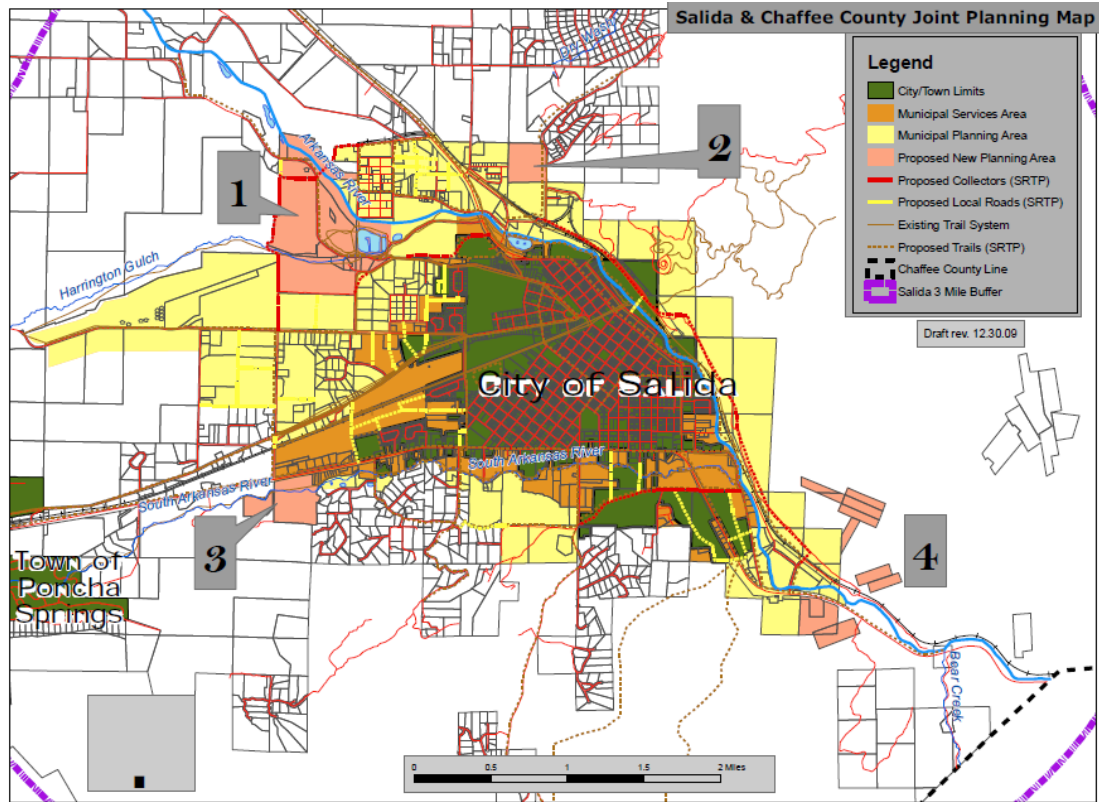 Salida & Chaffee County Joint Planning Map
Legend
City/Town Limits
Municipal Services Area
Municipal Planning Area
Proposed New Planning Area
Proposed Collectors (SRTP)
Proposed Local Roads (SRTP)
Existing Trail System
Proposed Trails (SRTP)
Chaffee County Line
Salida 3 Mile Buffer
Draft rev. 12.30.09
Dry Wash
2
Arkansas River
1
Harrington Gulch
City of Salida
South Arkansas River
South Arkansas River
3
4
Town of
Poncha
Springs
Bear Creek
0 0.5 1 1.5 2 Miles